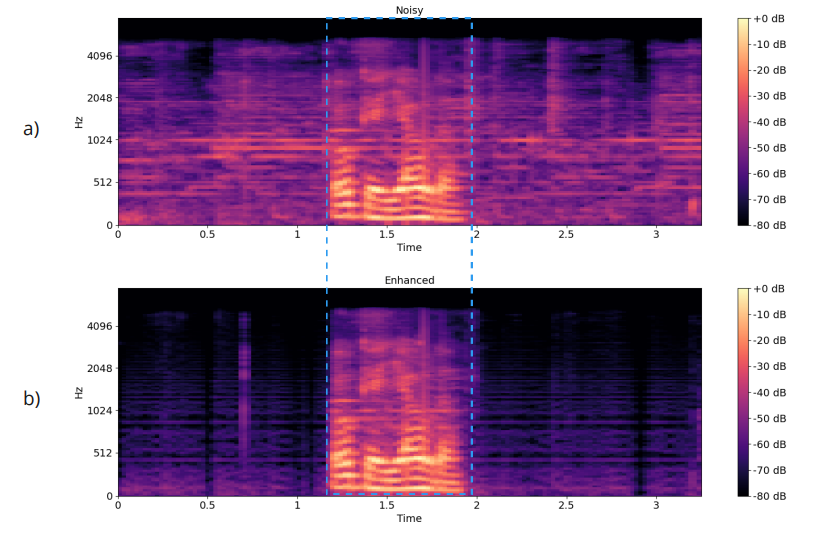 Noisy
a)
Hz
4096
2048
1024
512
0
0 0.5 1 1.5 2 2.5 3
Time
+0 dB
-10 dB
-20 dB
-30 dB
-40 dB
-50 dB
-60 dB
-70 dB
-80 dB
Enhanced
b)
Hz
4096
2048
1024
512
0
0 0.5 1 1.5 2 2.5 3
Time
+0 dB
-10 dB
-20 dB
-30 dB
-40 dB
-50 dB
-60 dB
-70 dB
-80 dB